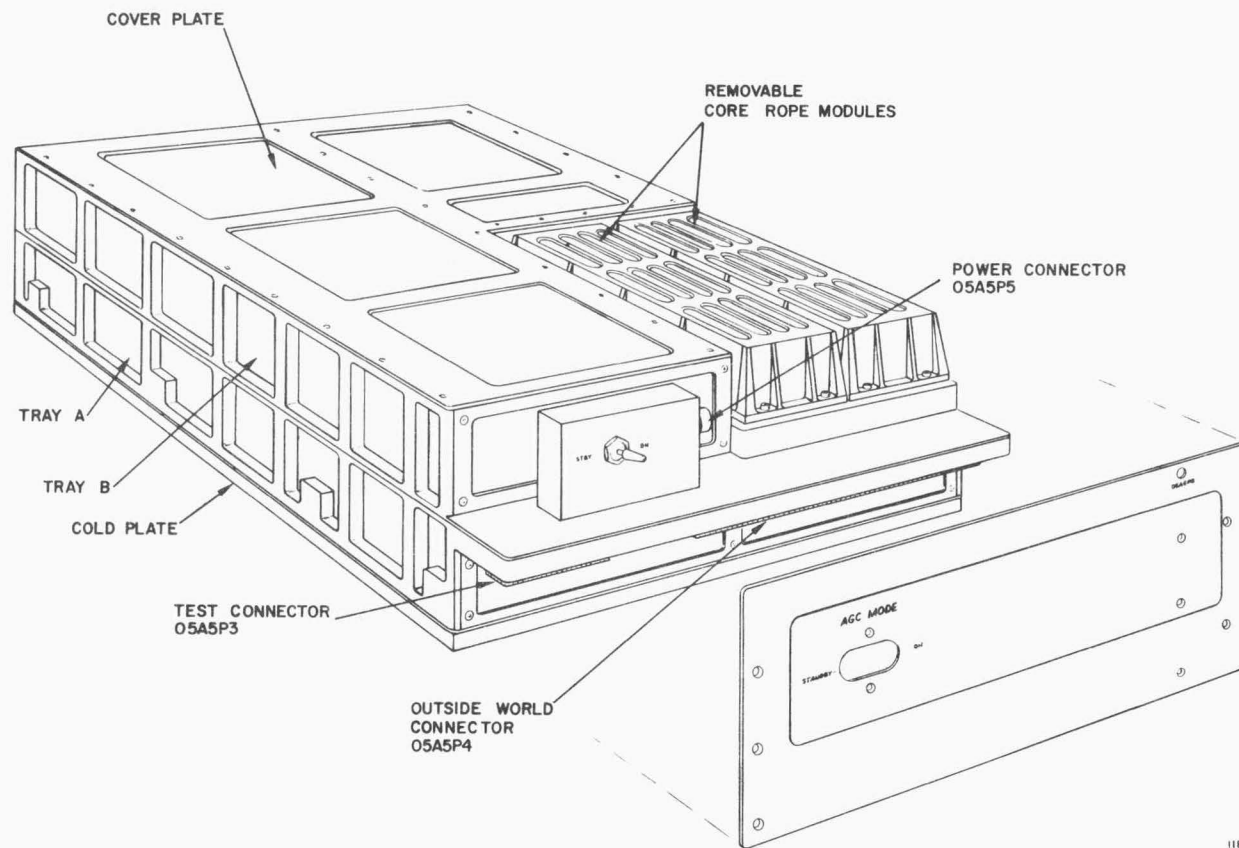 COVER PLATE
REMOVABLE
CORE ROPE MODULES
POWER CONNECTOR
05A5P5
TRAY A
TRAY B
COLD PLATE
STBY
ON
TEST CONNECTOR
05A5P3
OUTSIDE WORLD
CONNECTOR
05A5P4
AGC MODE
STANDBY
ON